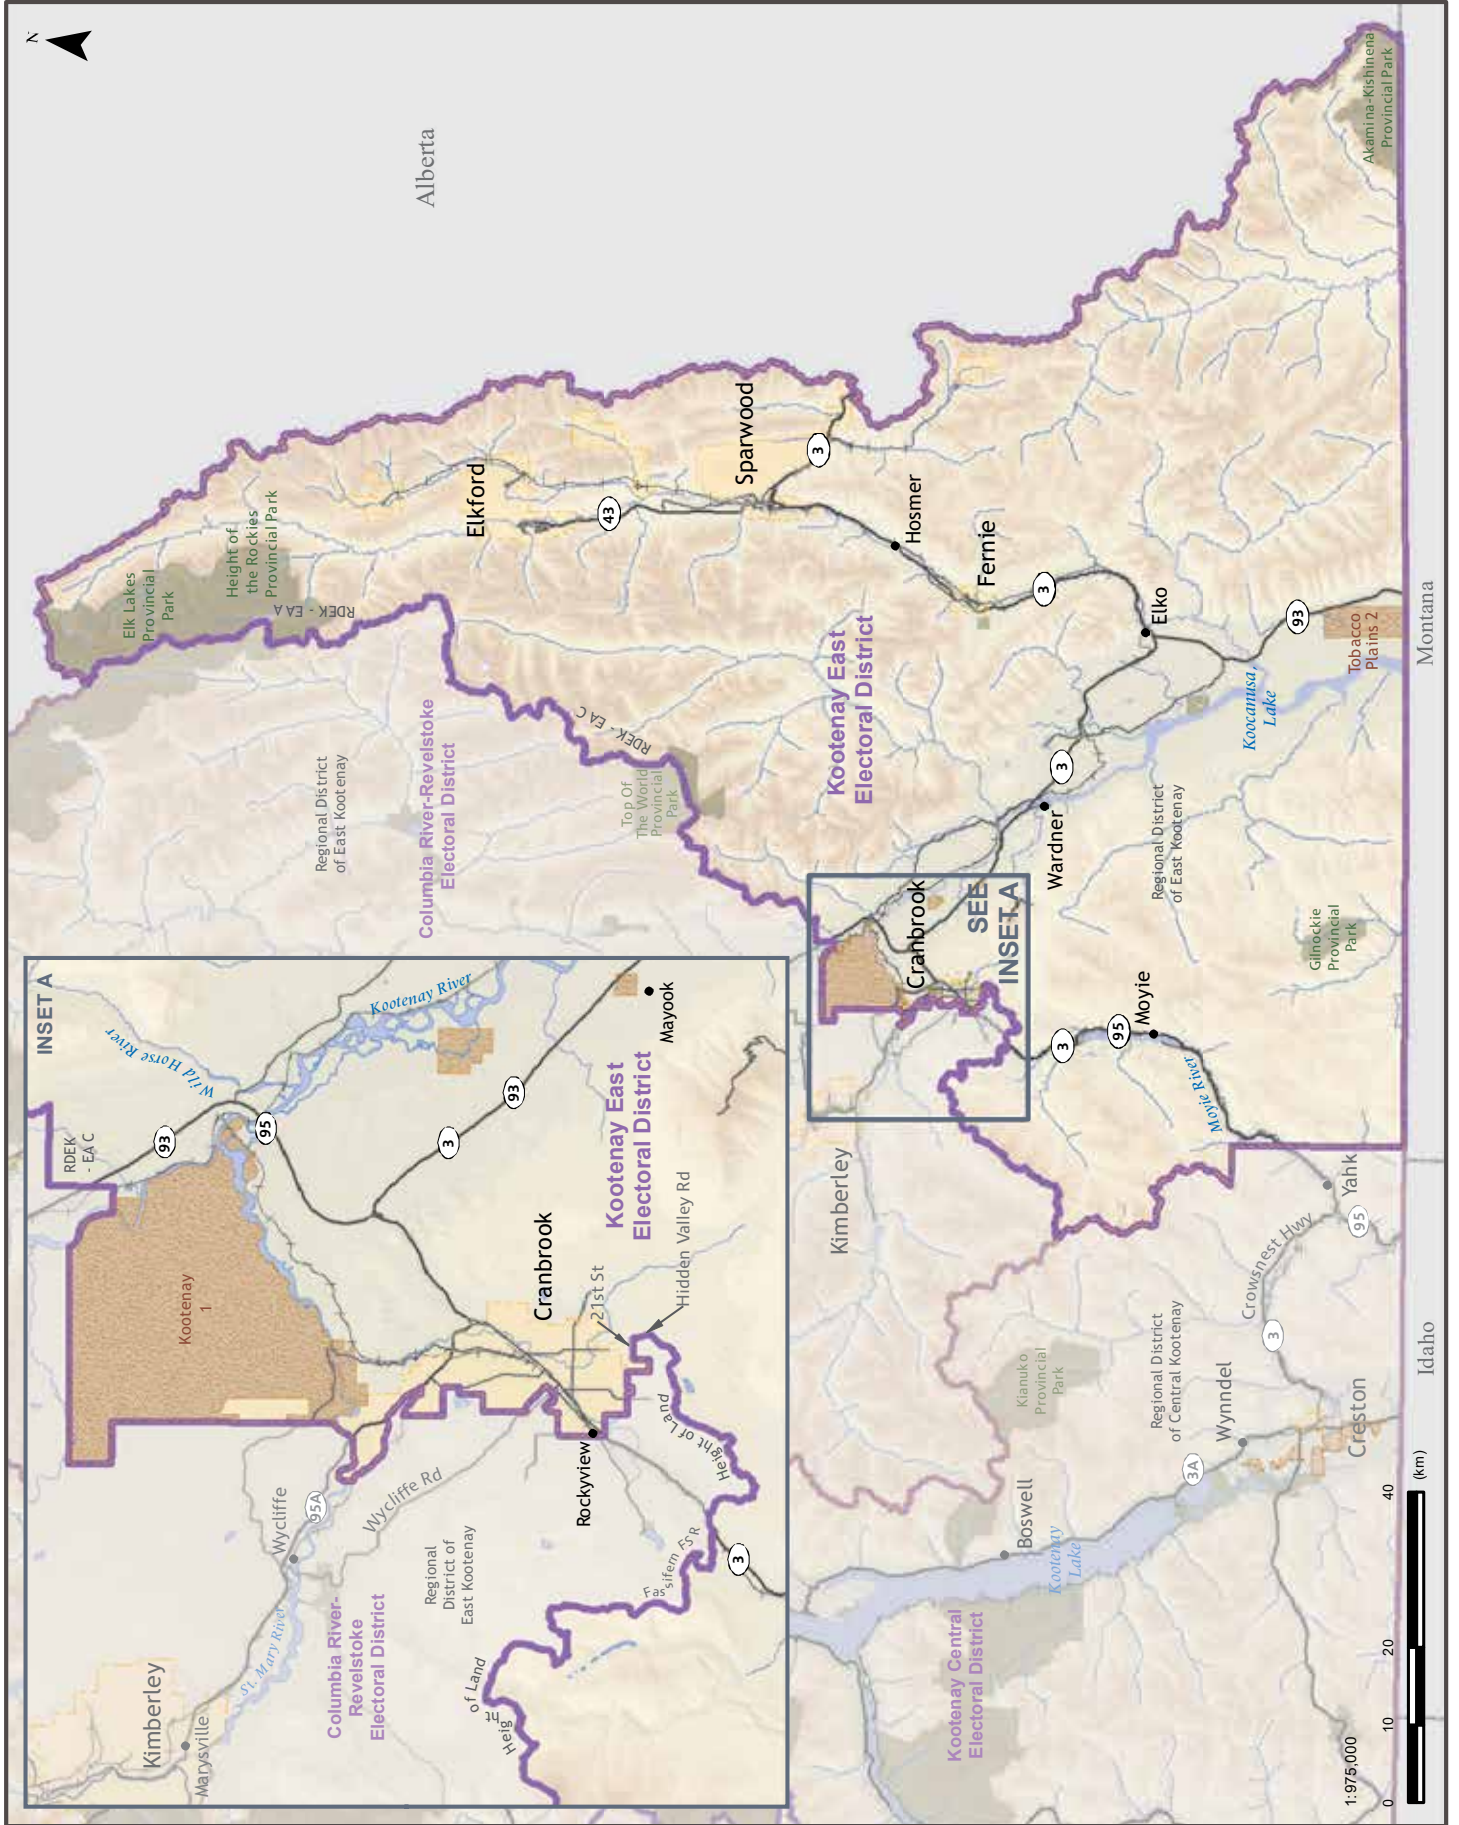 N
INSET A
Wild Horse River
Kootenay River
RDEK
- EA C
93
95
Kootenay
1
3
93
Mayook
Kootenay East
Electoral District
Hidden Valley Rd
21st St
Cranbrook
Height of Land
Rockyview
Wycliffe Rd
Wycliffe
95A
Fassifern FSR
3
Regional
District of
East Kootenay
Columbia River-
Revelstoke
Electoral District
St. Mary River
Kimberley
Marysville
Height
of Land
Alberta
Elk Lakes
Provincial
Park
Height of
the Rockies
Provincial Park
RDEK - EA A
Elkford
43
Sparwood
3
Hosmer
Fernie
3
Elko
93
Tobacco
Plains 2
Koocanusa,
Lake
Akamina-Kishinena
Provincial Park
Columbia River-Revelstoke
Electoral District
Regional District
of East Kootenay
RDEK - EA C
Top Of
The World
Provincial
Park
Kootenay East
Electoral District
3
Wardner
Regional District
of East Kootenay
Cranbrook
SEE
INSET A
Gilnockie
Provincial
Park
3
95
Moyie
Moyie River
Kimberley
Yahk
95
Crowsnest Hwy
3
Kianuko
Provincial
Park
Regional District
of Central Kootenay
Wynndel
3A
Creston
Boswell
Kootenay
Lake
Kootenay Central
Electoral District
Montana
Idaho
1:975,000
0
10
20
40
(km)